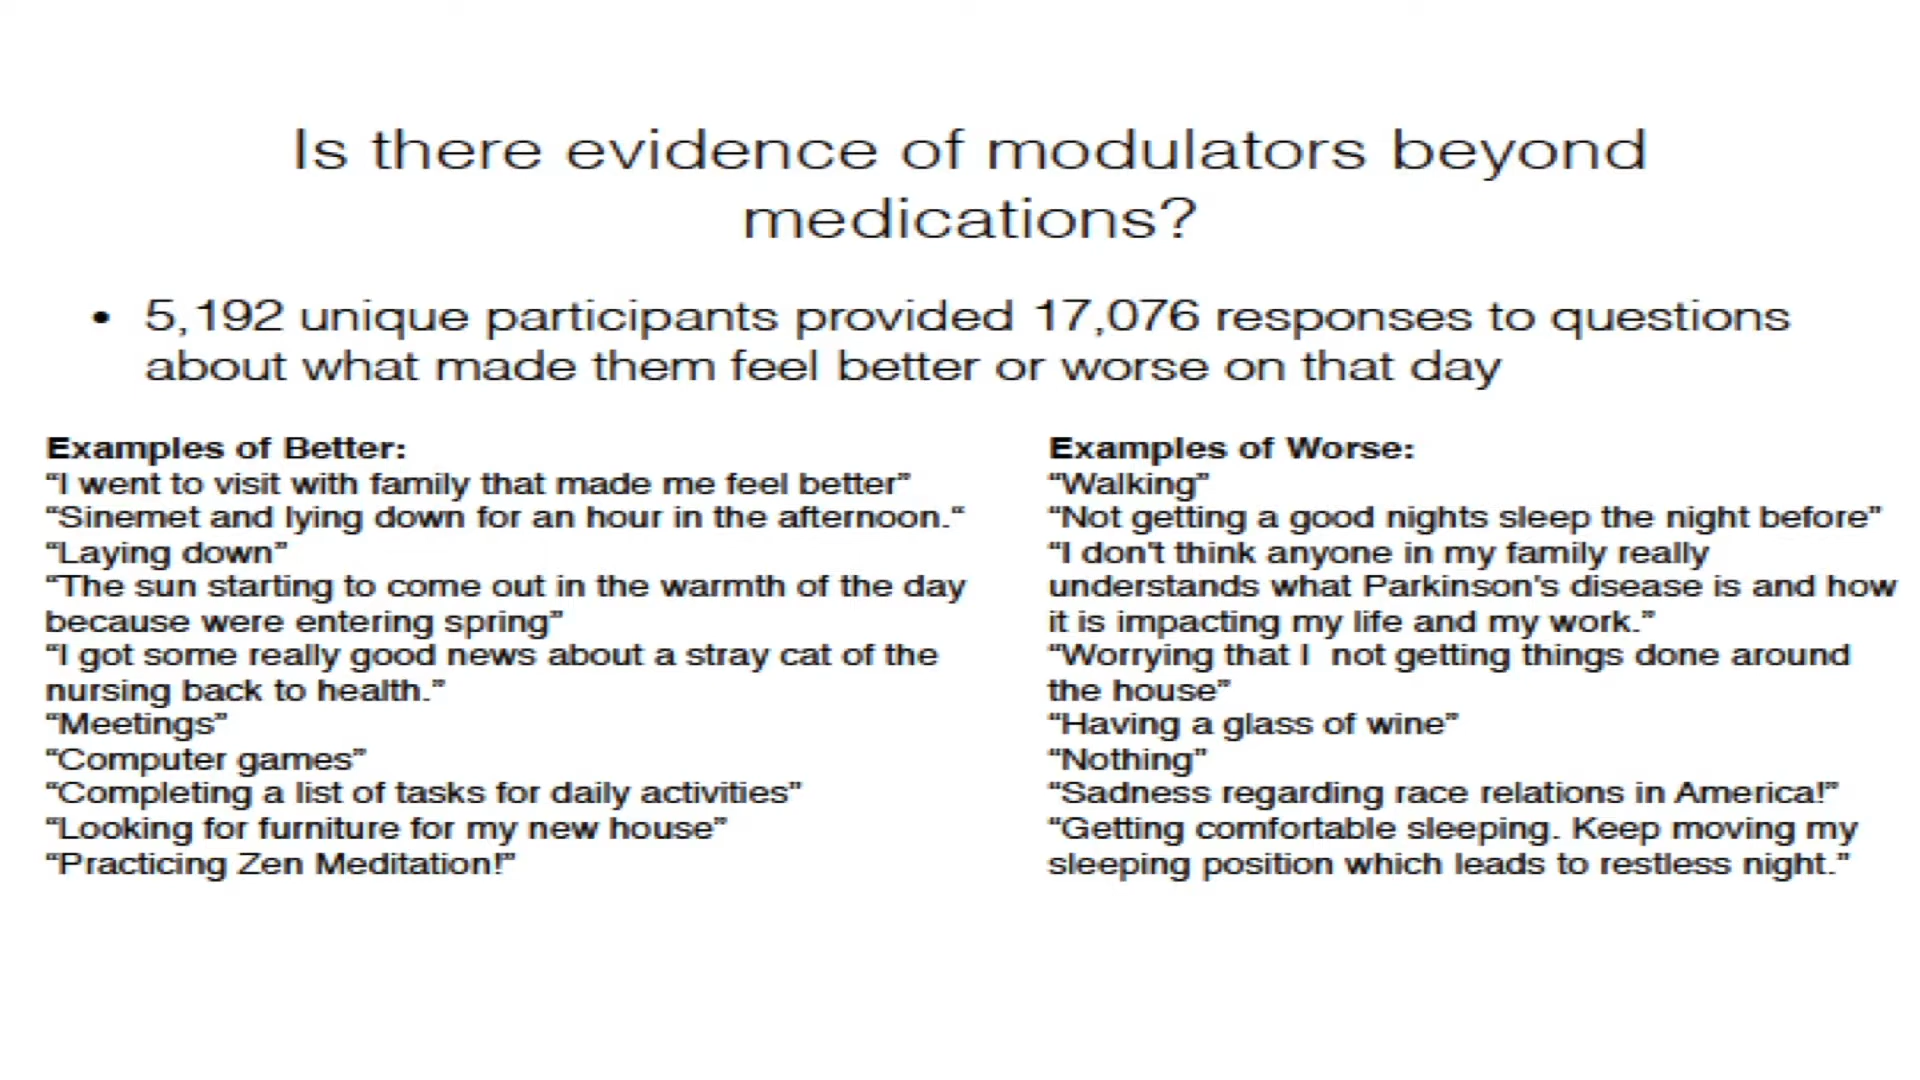 Is there evidence of modulators beyond
medications?
• 5,192 unique participants provided 17,076 responses to questions
about what made them feel better or worse on that day
Examples of Better:
“I went to visit with family that made me feel better”
“Sinemet and lying down for an hour in the afternoon.“
“Laying down”
“The sun starting to come out in the warmth of the day
because were entering spring”
“I got some really good news about a stray cat of the
nursing back to health.”
“Meetings”
“Computer games”
“Completing a list of tasks for daily activities”
“Looking for furniture for my new house”
“Practicing Zen Meditation!”
Examples of Worse:
“Walking”
“Not getting a good nights sleep the night before”
“I don't think anyone in my family really
understands what Parkinson's disease is and how
it is impacting my life and my work.”
“Worrying that I  not getting things done around
the house”
“Having a glass of wine”
“Nothing”
“Sadness regarding race relations in America!”
“Getting comfortable sleeping. Keep moving my
sleeping position which leads to restless night.”